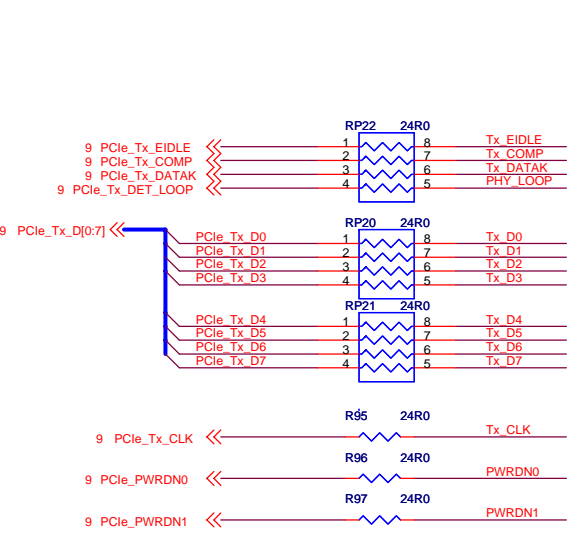 RP22 24R0
9 PCIe_Tx_EIDLE 1 8 Tx_EIDLE
9 PCIe_Tx_COMP 2 7 Tx_COMP
9 PCIe_Tx_DATAK 3 6 Tx_DATAK
9 PCIe_Tx_DET_LOOP 4 5 PHY_LOOP
RP20 24R0
9 PCIe_Tx_D[0:7]
PCIe_Tx_D0 1 8 Tx_D0
PCIe_Tx_D1 2 7 Tx_D1
PCIe_Tx_D2 3 6 Tx_D2
PCIe_Tx_D3 4 5 Tx_D3
RP21 24R0
PCIe_Tx_D4 1 8 Tx_D4
PCIe_Tx_D5 2 7 Tx_D5
PCIe_Tx_D6 3 6 Tx_D6
PCIe_Tx_D7 4 5 Tx_D7
R95 24R0
9 PCIe_Tx_CLK Tx_CLK
R96 24R0
9 PCIe_PWRDN0 PWRDN0
R97 24R0
9 PCIe_PWRDN1 PWRDN1